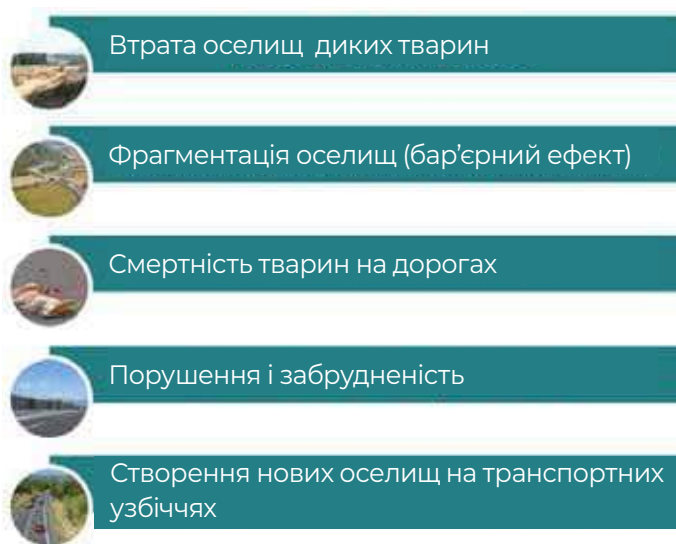 Втрата оселищ диких тварин
Фрагментація оселищ (бар’єрний ефект)
Смертність тварин на дорогах
Порушення і забрудненість
Створення нових оселищ на транспортних
узбіччях